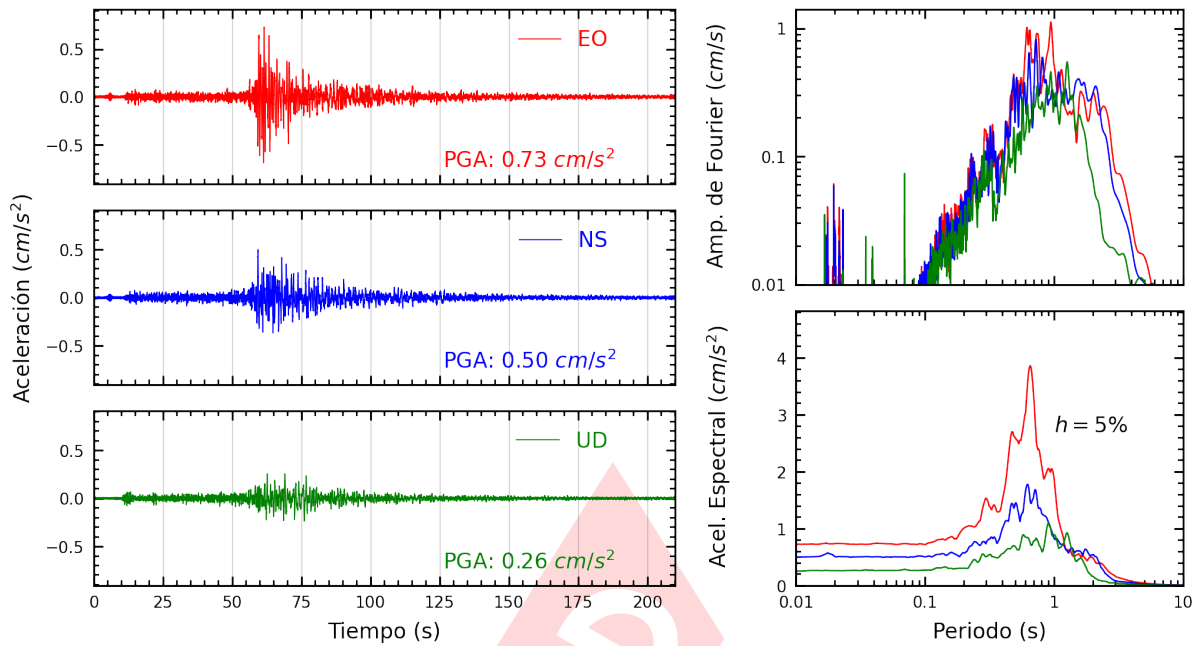 Aceleración (cm/s²)
0.5
0.0
−0.5
EO
PGA: 0.73 cm/s²
0.5
0.0
−0.5
NS
PGA: 0.50 cm/s²
0.5
0.0
−0.5
UD
PGA: 0.26 cm/s²
0 25 50 75 100 125 150 175 200
Tiempo (s)
Amp. de Fourier (cm/s)
1
0.1
0.01
Acel. Espectral (cm/s²)
4
3
2
1
0
h = 5%
0.01 0.1 1 10
Periodo (s)